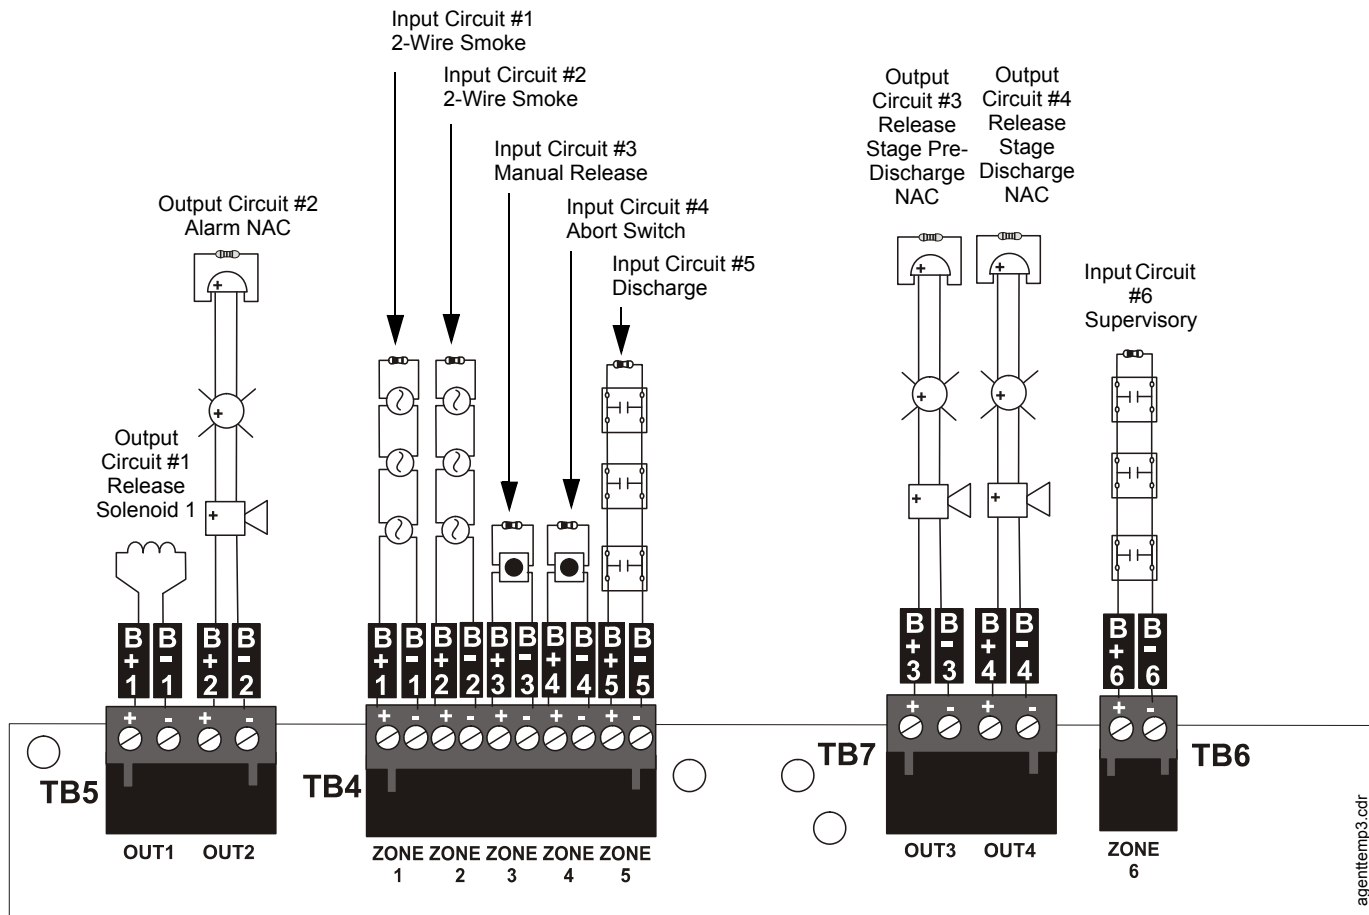 Input Circuit #1
2-Wire Smoke
Input Circuit #2
2-Wire Smoke
Input Circuit #3
Manual Release
Input Circuit #4
Abort Switch
Input Circuit #5
Discharge
Output Circuit #2
Alarm NAC
Output
Circuit #1
Release
Solenoid 1
Output
Circuit #3
Release
Stage Pre-
Discharge
NAC
Output
Circuit #4
Release
Stage
Discharge
NAC
Input Circuit
#6
Supervisory
B+1
B-1
B+2
B-2
B+1
B-1
B+2
B-2
B+3
B-3
B+4
B-4
B+5
B-5
B+3
B-3
B+4
B-4
B+6
B-6
+ - + -
+ - + - + - + - + -
+ - + -
+ -
TB5
TB4
TB7
TB6
OUT1 OUT2
ZONE 1
ZONE 2
ZONE 3
ZONE 4
ZONE 5
OUT3 OUT4
ZONE 6
agenttemp3.cdr